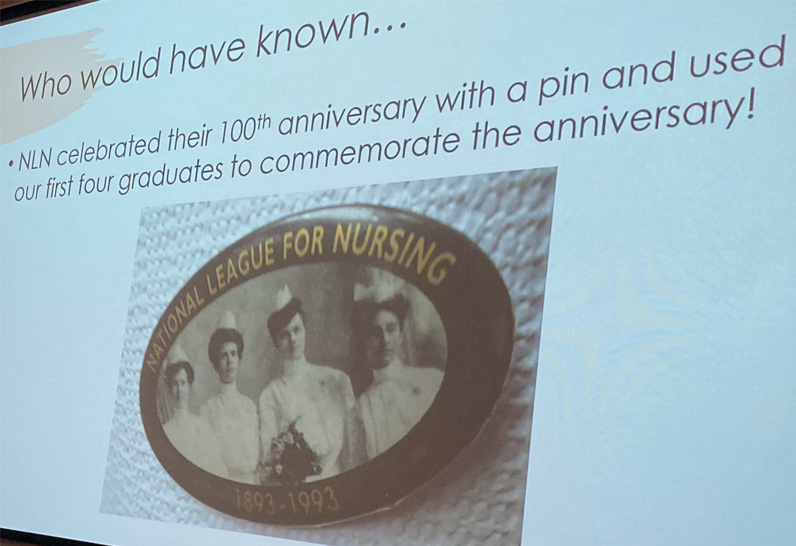 Who would have known...
• NLN celebrated their 100th anniversary with a pin and used
our first four graduates to commemorate the anniversary!
NATIONAL LEAGUE FOR NURSING
1893-1993